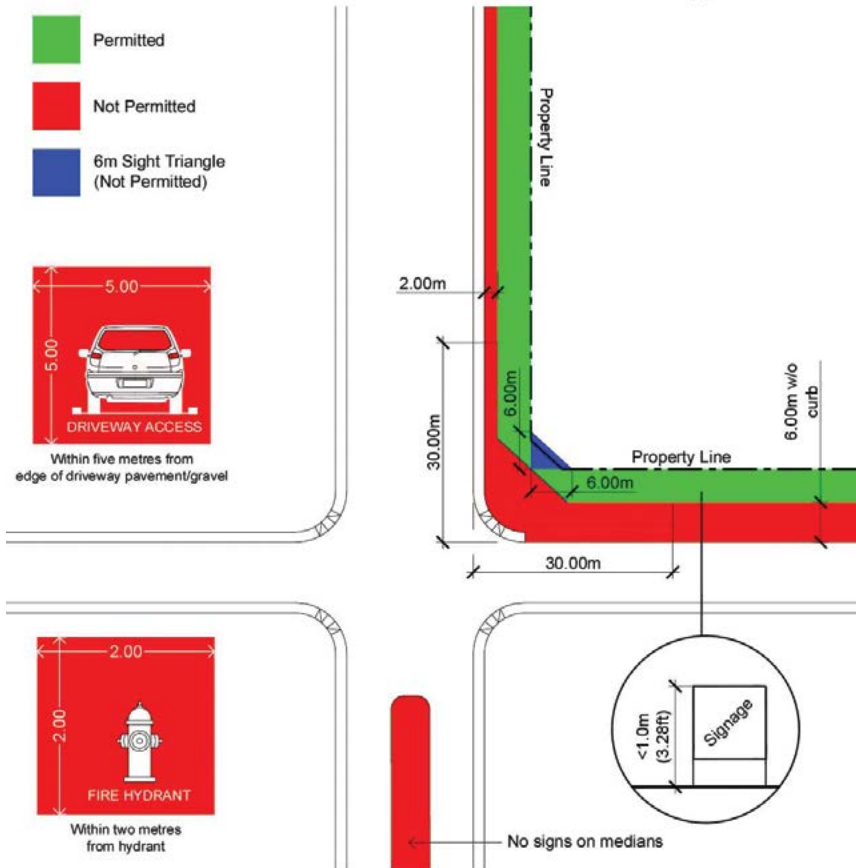 Permitted
Not Permitted
6m Sight Triangle
(Not Permitted)
5.00
5.00
DRIVEWAY ACCESS
Within five metres from
edge of driveway pavement/gravel
Property Line
2.00m
30.00m
6.00m
6.00m
Property Line
6.00m w/o
curb
30.00m
2.00
2.00
FIRE HYDRANT
Within two metres
from hydrant
<1.0m
(3.28ft)
Signage
No signs on medians